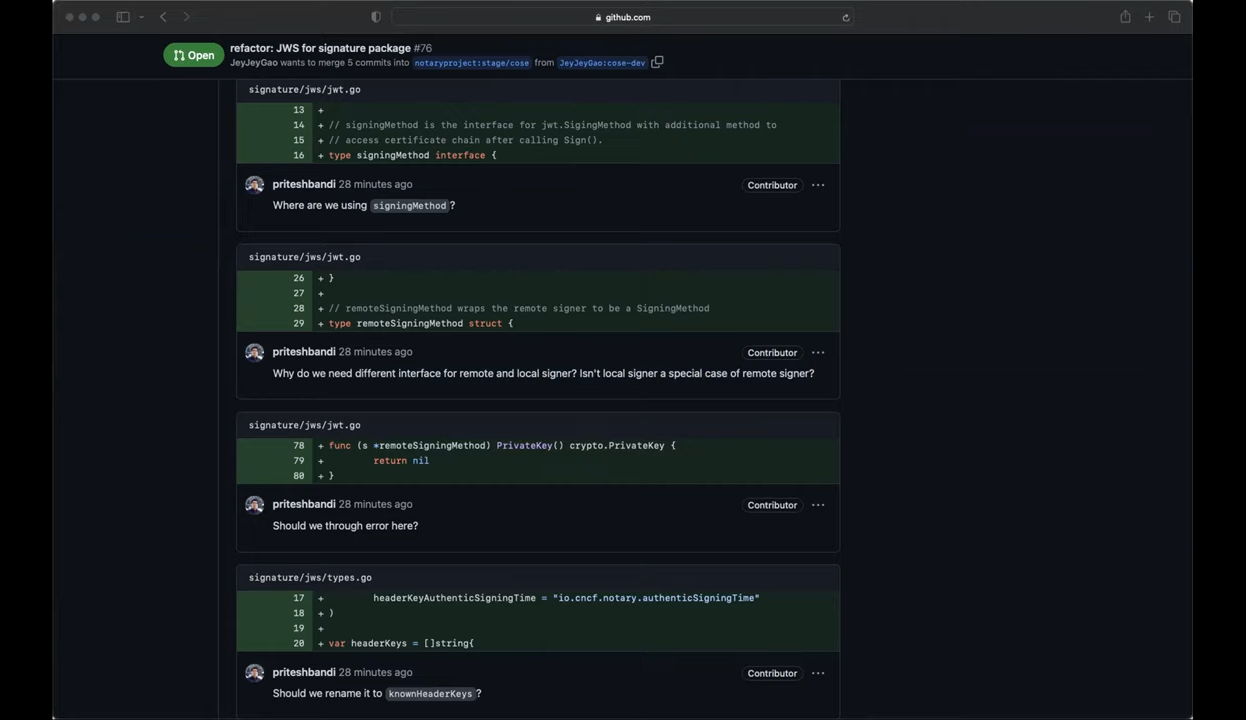 github.com
Open
refactor: JWS for signature package #76
JeyJeyGao wants to merge 5 commits into notaryproject:stage/cose from JeyJeyGao:cose-dev
signature/jws/jwt.go
13 +
14 + // signingMethod is the interface for jwt.SigingMethod with additional method to
15 + // access certificate chain after calling Sign().
16 + type signingMethod interface {
priteshbandi 28 minutes ago
Contributor
Where are we using signingMethod?
signature/jws/jwt.go
26 + }
27 +
28 + // remoteSigningMethod wraps the remote signer to be a SigningMethod
29 + type remoteSigningMethod struct {
priteshbandi 28 minutes ago
Contributor
Why do we need different interface for remote and local signer? Isn't local signer a special case of remote signer?
signature/jws/jwt.go
78 + func (s *remoteSigningMethod) PrivateKey() crypto.PrivateKey {
79 + return nil
80 + }
priteshbandi 28 minutes ago
Contributor
Should we through error here?
signature/jws/types.go
17 + headerKeyAuthenticSigningTime = "io.cncf.notary.authenticSigningTime"
18 + )
19 +
20 + var headerKeys = []string{
priteshbandi 28 minutes ago
Contributor
Should we rename it to knownHeaderKeys?